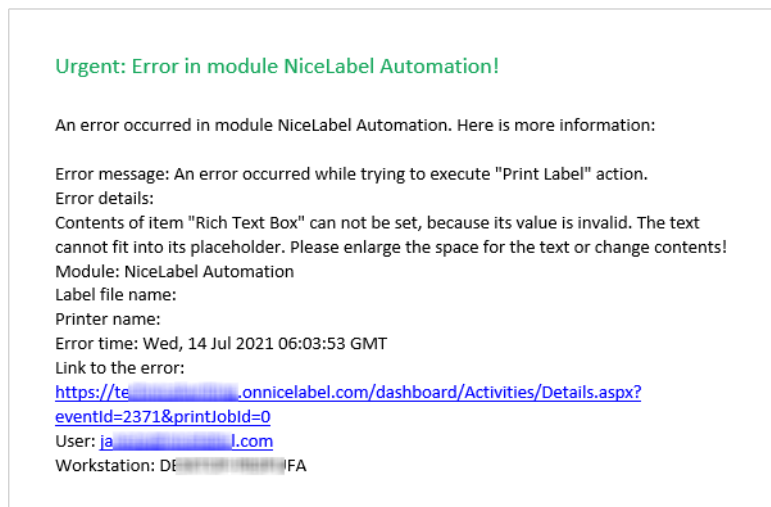 Urgent: Error in module NiceLabel Automation!
An error occurred in module NiceLabel Automation. Here is more information:
Error message: An error occurred while trying to execute "Print Label" action.
Error details:
Contents of item "Rich Text Box" can not be set, because its value is invalid. The text
cannot fit into its placeholder. Please enlarge the space for the text or change contents!
Module: NiceLabel Automation
Label file name:
Printer name:
Error time: Wed, 14 Jul 2021 06:03:53 GMT
Link to the error:
https://te .onnicelabel.com/dashboard/Activities/Details.aspx?
eventId=2371&printJobId=0
User: ja l.com
Workstation: DE FA